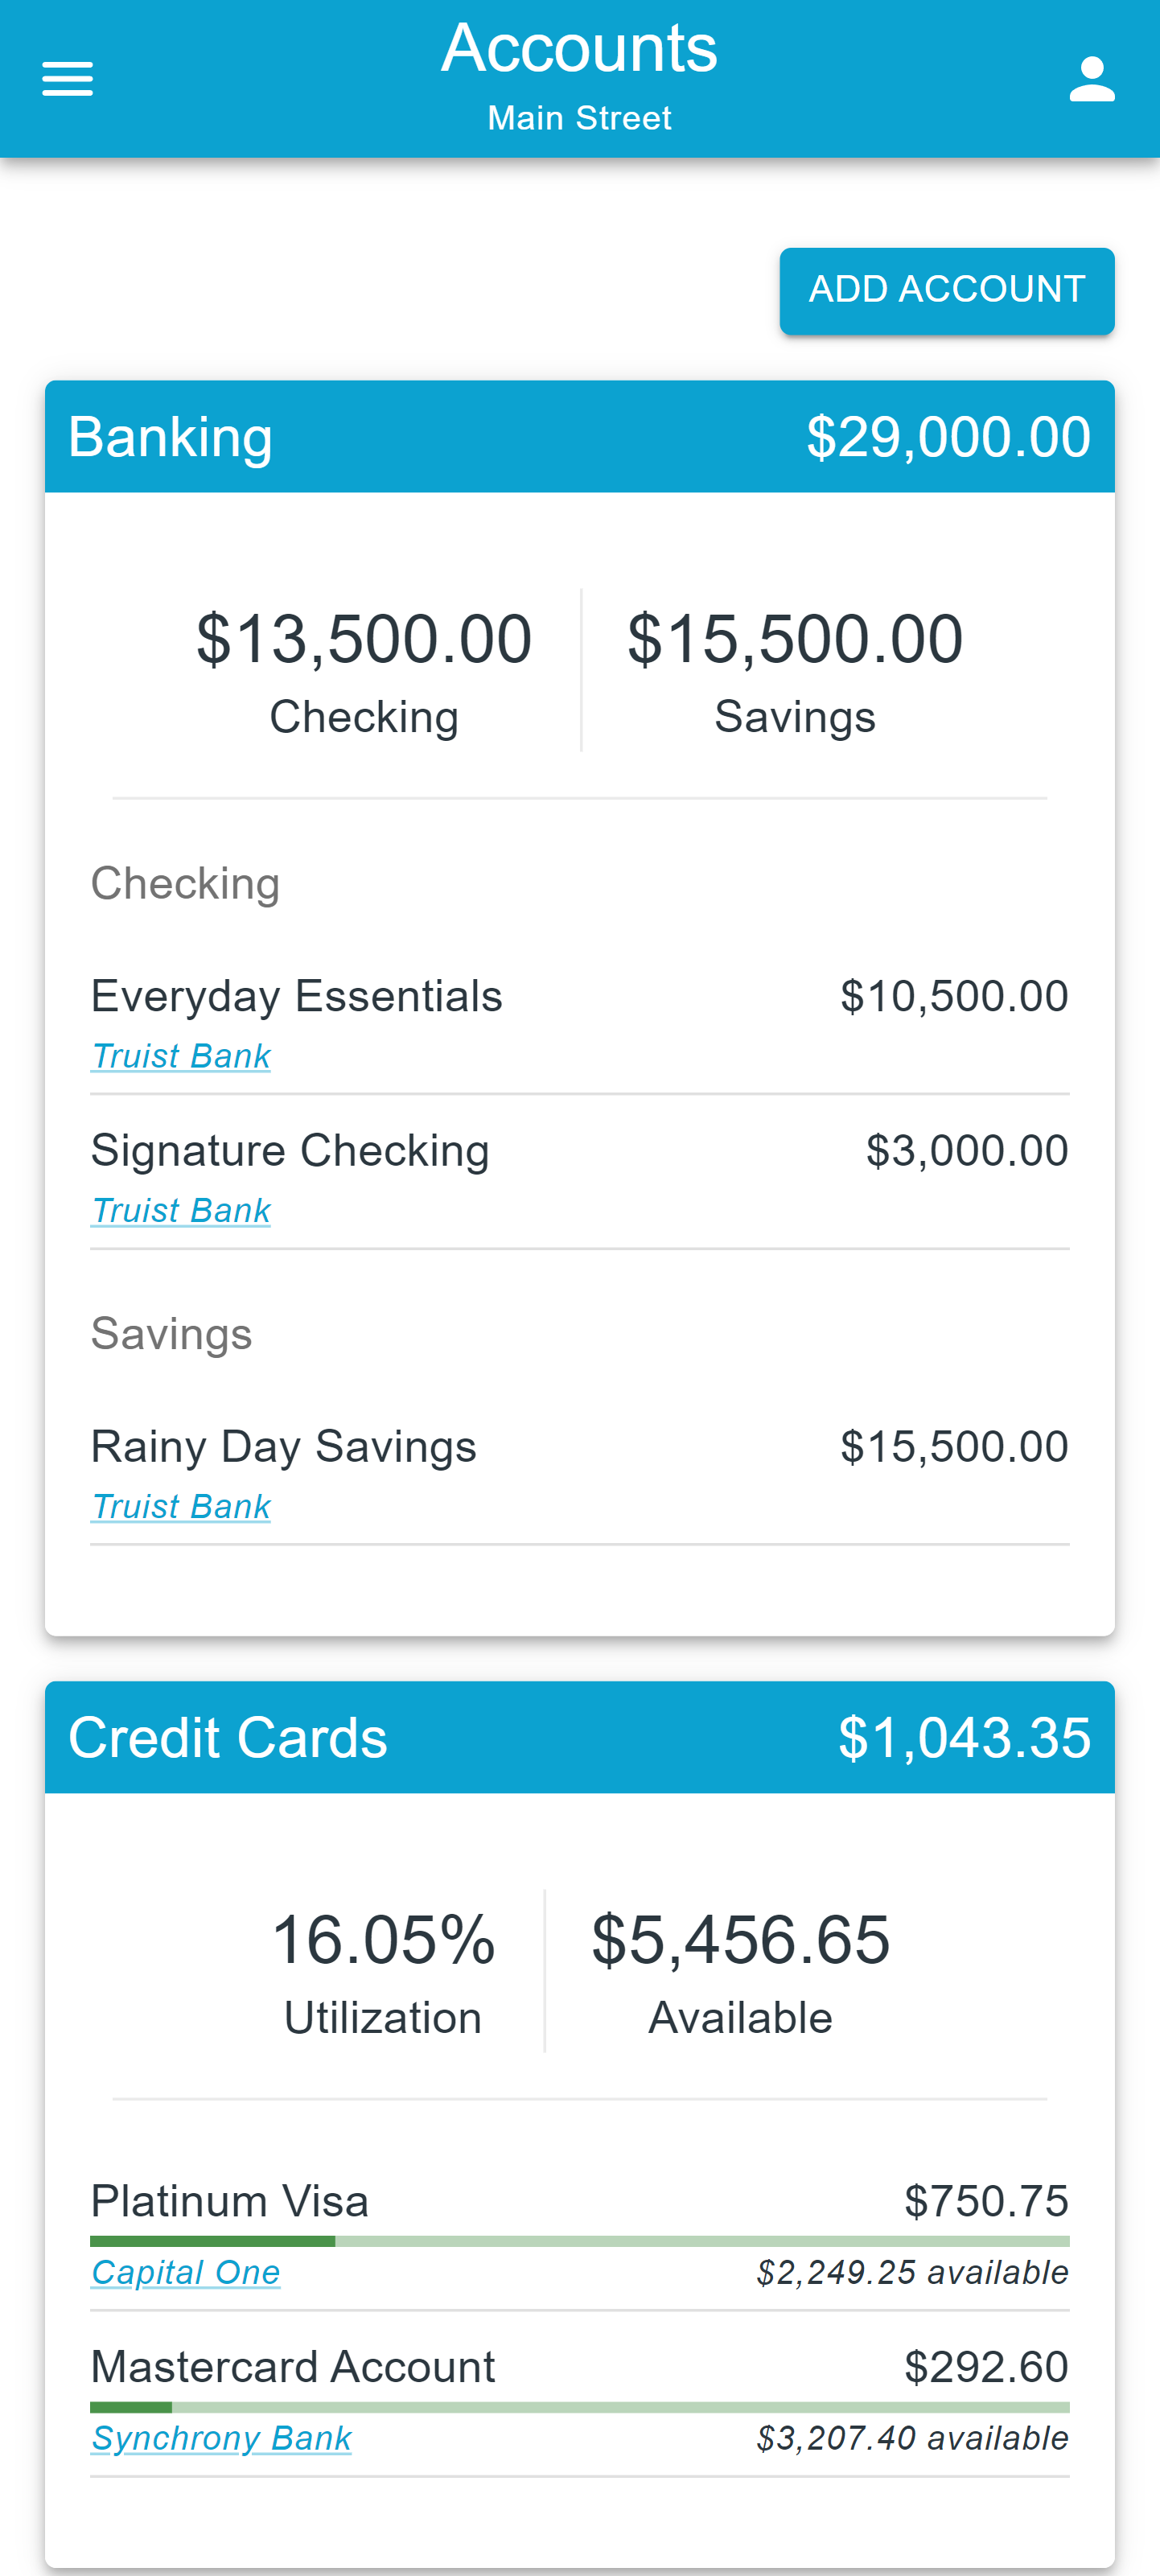 Accounts
Main Street
ADD ACCOUNT
Banking $29,000.00
$13,500.00 $15,500.00
Checking Savings
Checking
Everyday Essentials $10,500.00
Truist Bank
Signature Checking $3,000.00
Truist Bank
Savings
Rainy Day Savings $15,500.00
Truist Bank
Credit Cards $1,043.35
16.05% $5,456.65
Utilization Available
Platinum Visa $750.75
Capital One $2,249.25 available
Mastercard Account $292.60
Synchrony Bank $3,207.40 available